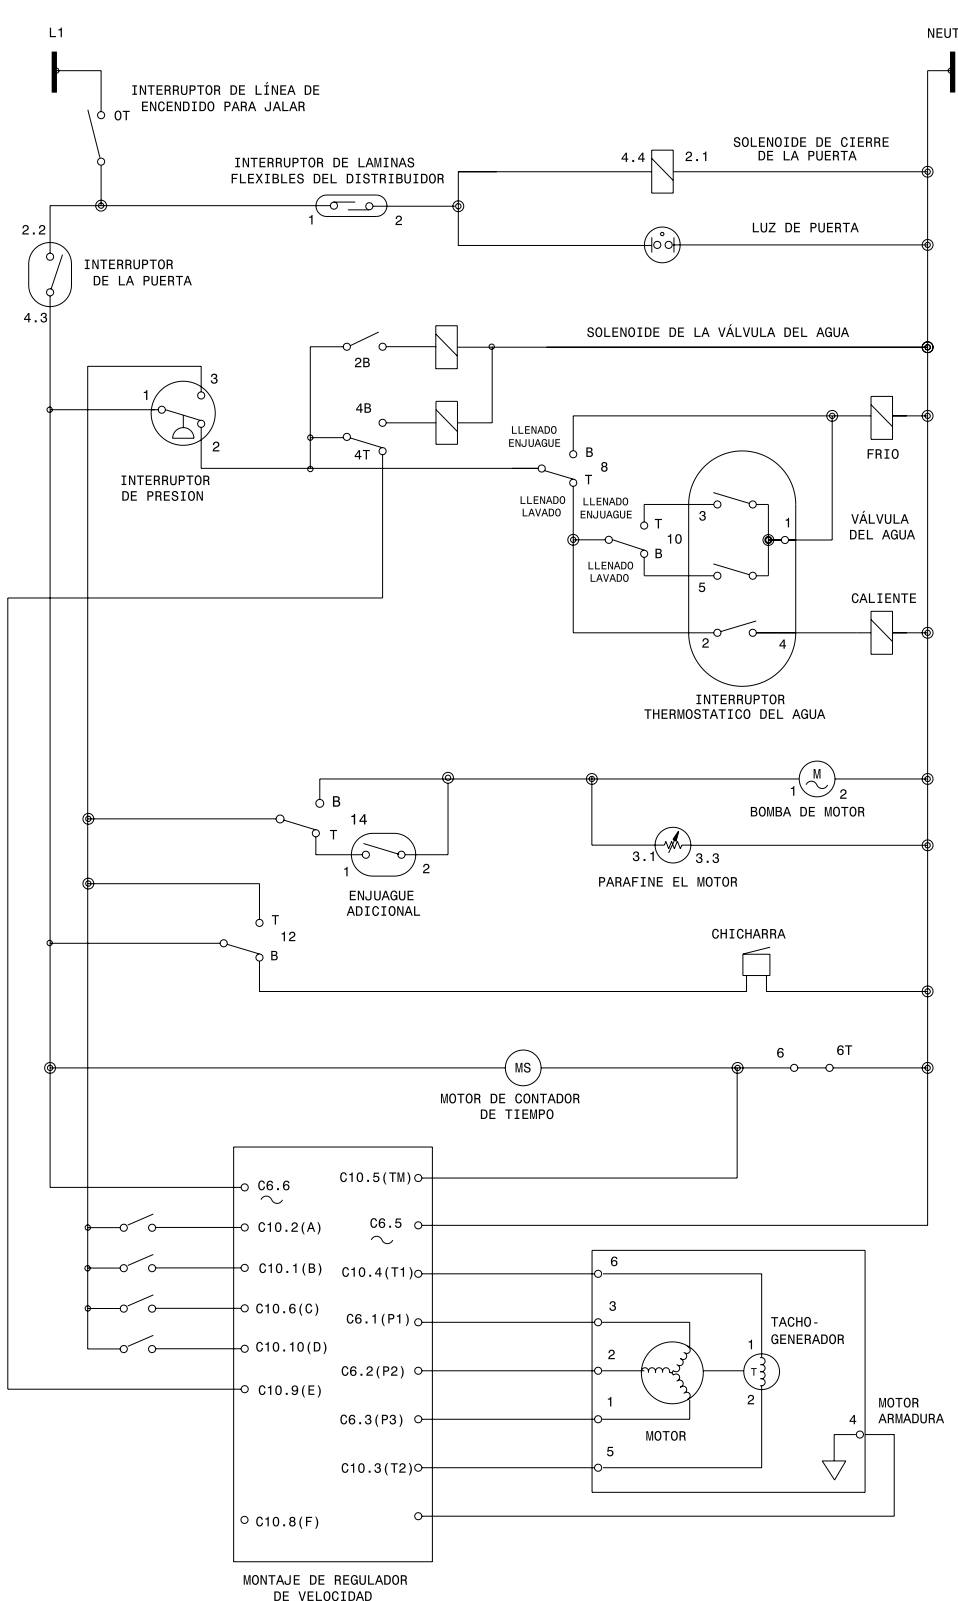 L1
NEUT
INTERRUPTOR DE LÍNEA DE
ENCENDIDO PARA JALAR
OT
SOLENOIDE DE CIERRE
DE LA PUERTA
4.4
2.1
INTERRUPTOR DE LAMINAS
FLEXIBLES DEL DISTRIBUIDOR
1
2
LUZ DE PUERTA
2.2
INTERRUPTOR
DE LA PUERTA
4.3
SOLENOIDE DE LA VÁLVULA DEL AGUA
2B
3
1
2
4B
4T
INTERRUPTOR
DE PRESION
LLENADO
ENJUAGUE
B
8
T
FRIO
LLENADO
LAVADO
LLENADO
ENJUAGUE
T
10
B
3
1
VÁLVULA
DEL AGUA
LLENADO
LAVADO
5
CALIENTE
2
4
INTERRUPTOR
THERMOSTATICO DEL AGUA
B
14
T
M
1
2
BOMBA DE MOTOR
1
2
3.1
3.3
PARAFINE EL MOTOR
ENJUAGUE
ADICIONAL
T
12
B
CHICHARRA
6
6T
MS
MOTOR DE CONTADOR
DE TIEMPO
C10.5(TM)
C6.6
C6.5
C10.2(A)
C10.4(T1)
6
C10.1(B)
C6.1(P1)
3
C10.6(C)
TACHO-
GENERADOR
C10.10(D)
C6.2(P2)
2
1
T
2
C10.9(E)
C6.3(P3)
1
MOTOR
MOTOR
ARMADURA
4
C10.3(T2)
5
C10.8(F)
MONTAJE DE REGULADOR
DE VELOCIDAD